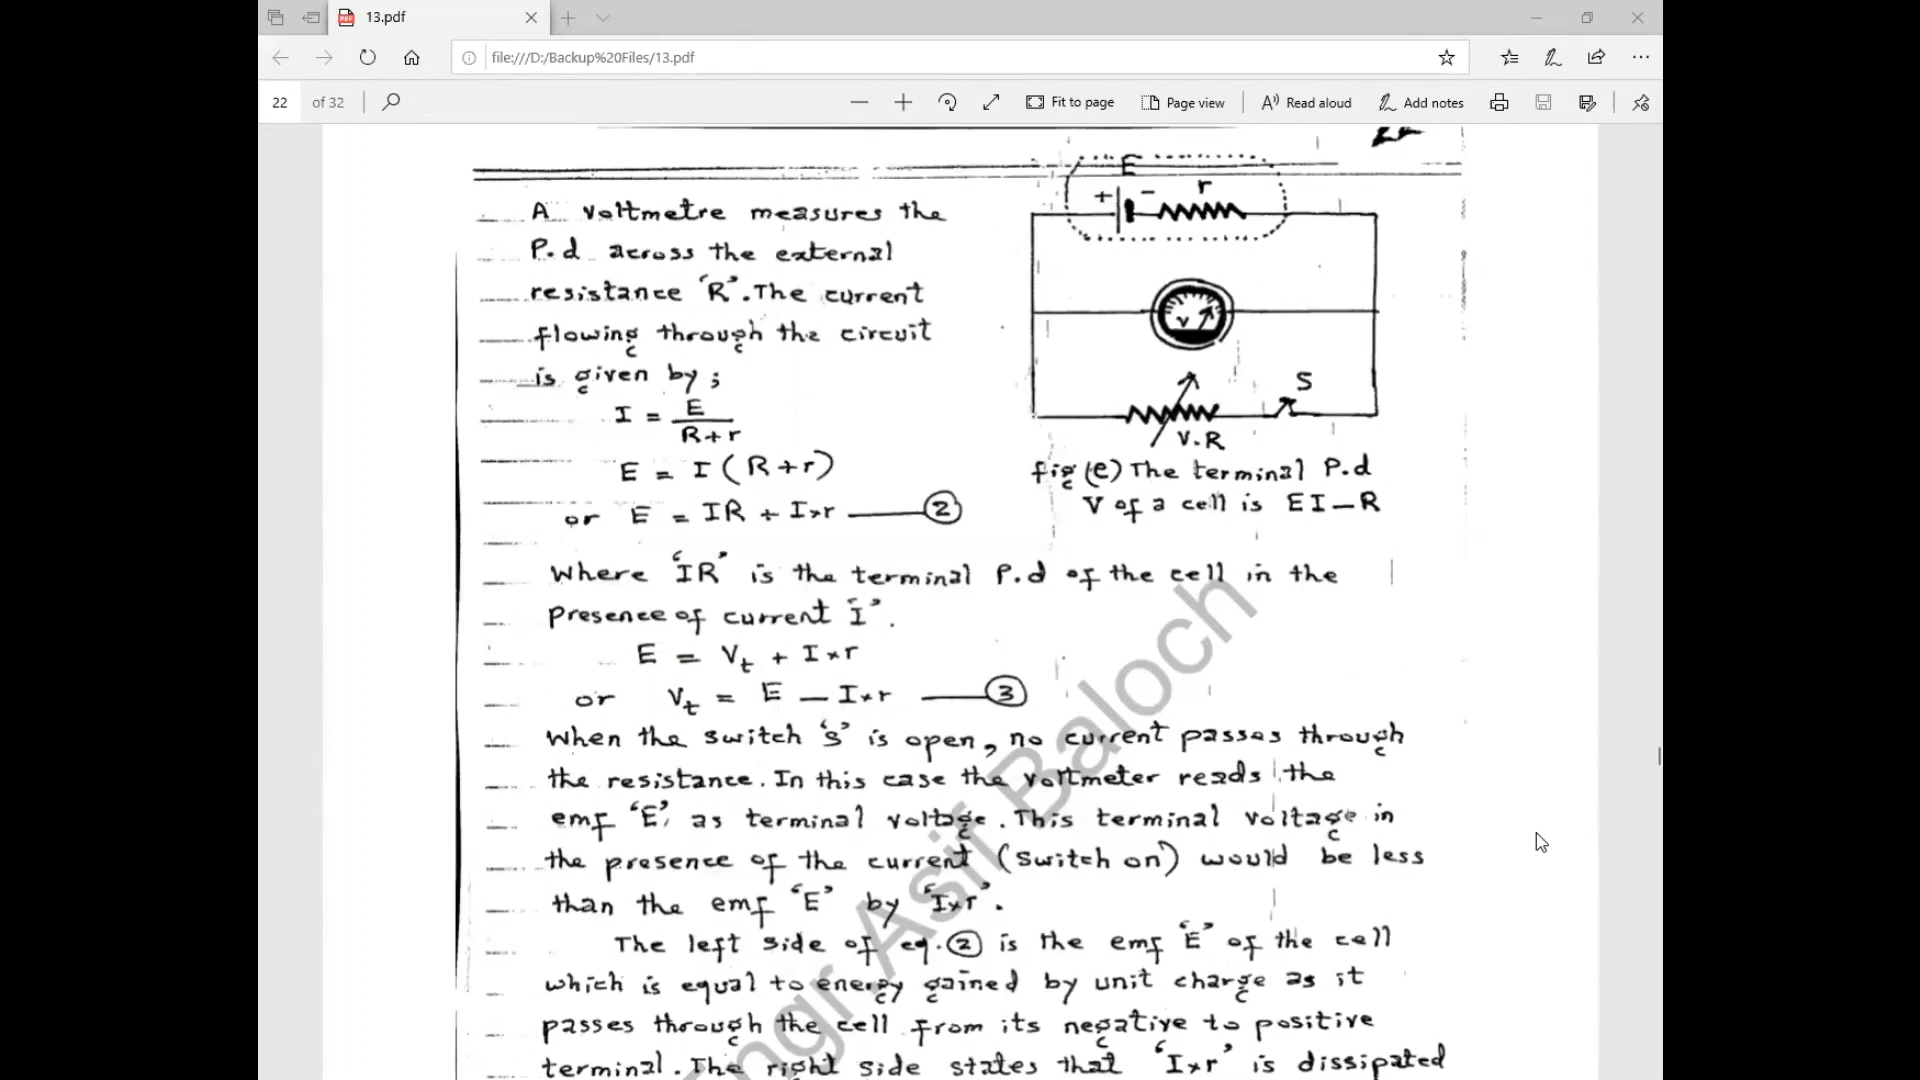 13.pdf
file:///D:/Backup%20Files/13.pdf
22 of 32
Fit to page
Page view
Read aloud
Add notes
22
A voltmetre measures the
P.d across the external
resistance 'R'. The current
flowing through the circuit
is given by;
I = E / R+r
E = I (R+r)
or E = IR + I×r ——— ②
E
+ - r
V
S
V.R
fig (e) The terminal P.d
V of a cell is EI-R
Where 'IR' is the terminal P.d of the cell in the
presence of current 'I'.
E = Vt + I×r
or Vt = E - I×r ——— ③
When the switch 'S' is open, no current passes through
the resistance. In this case the voltmeter reads the
emf 'E' as terminal voltage. This terminal voltage in
the presence of the current (switch on) would be less
than the emf 'E' by 'I×r'.
The left side of eq. ② is the emf 'E' of the cell
which is equal to energy gained by unit charge as it
passes through the cell from its negative to positive
terminal. The right side states that 'I×r' is dissipated
Engr Asif Baloch